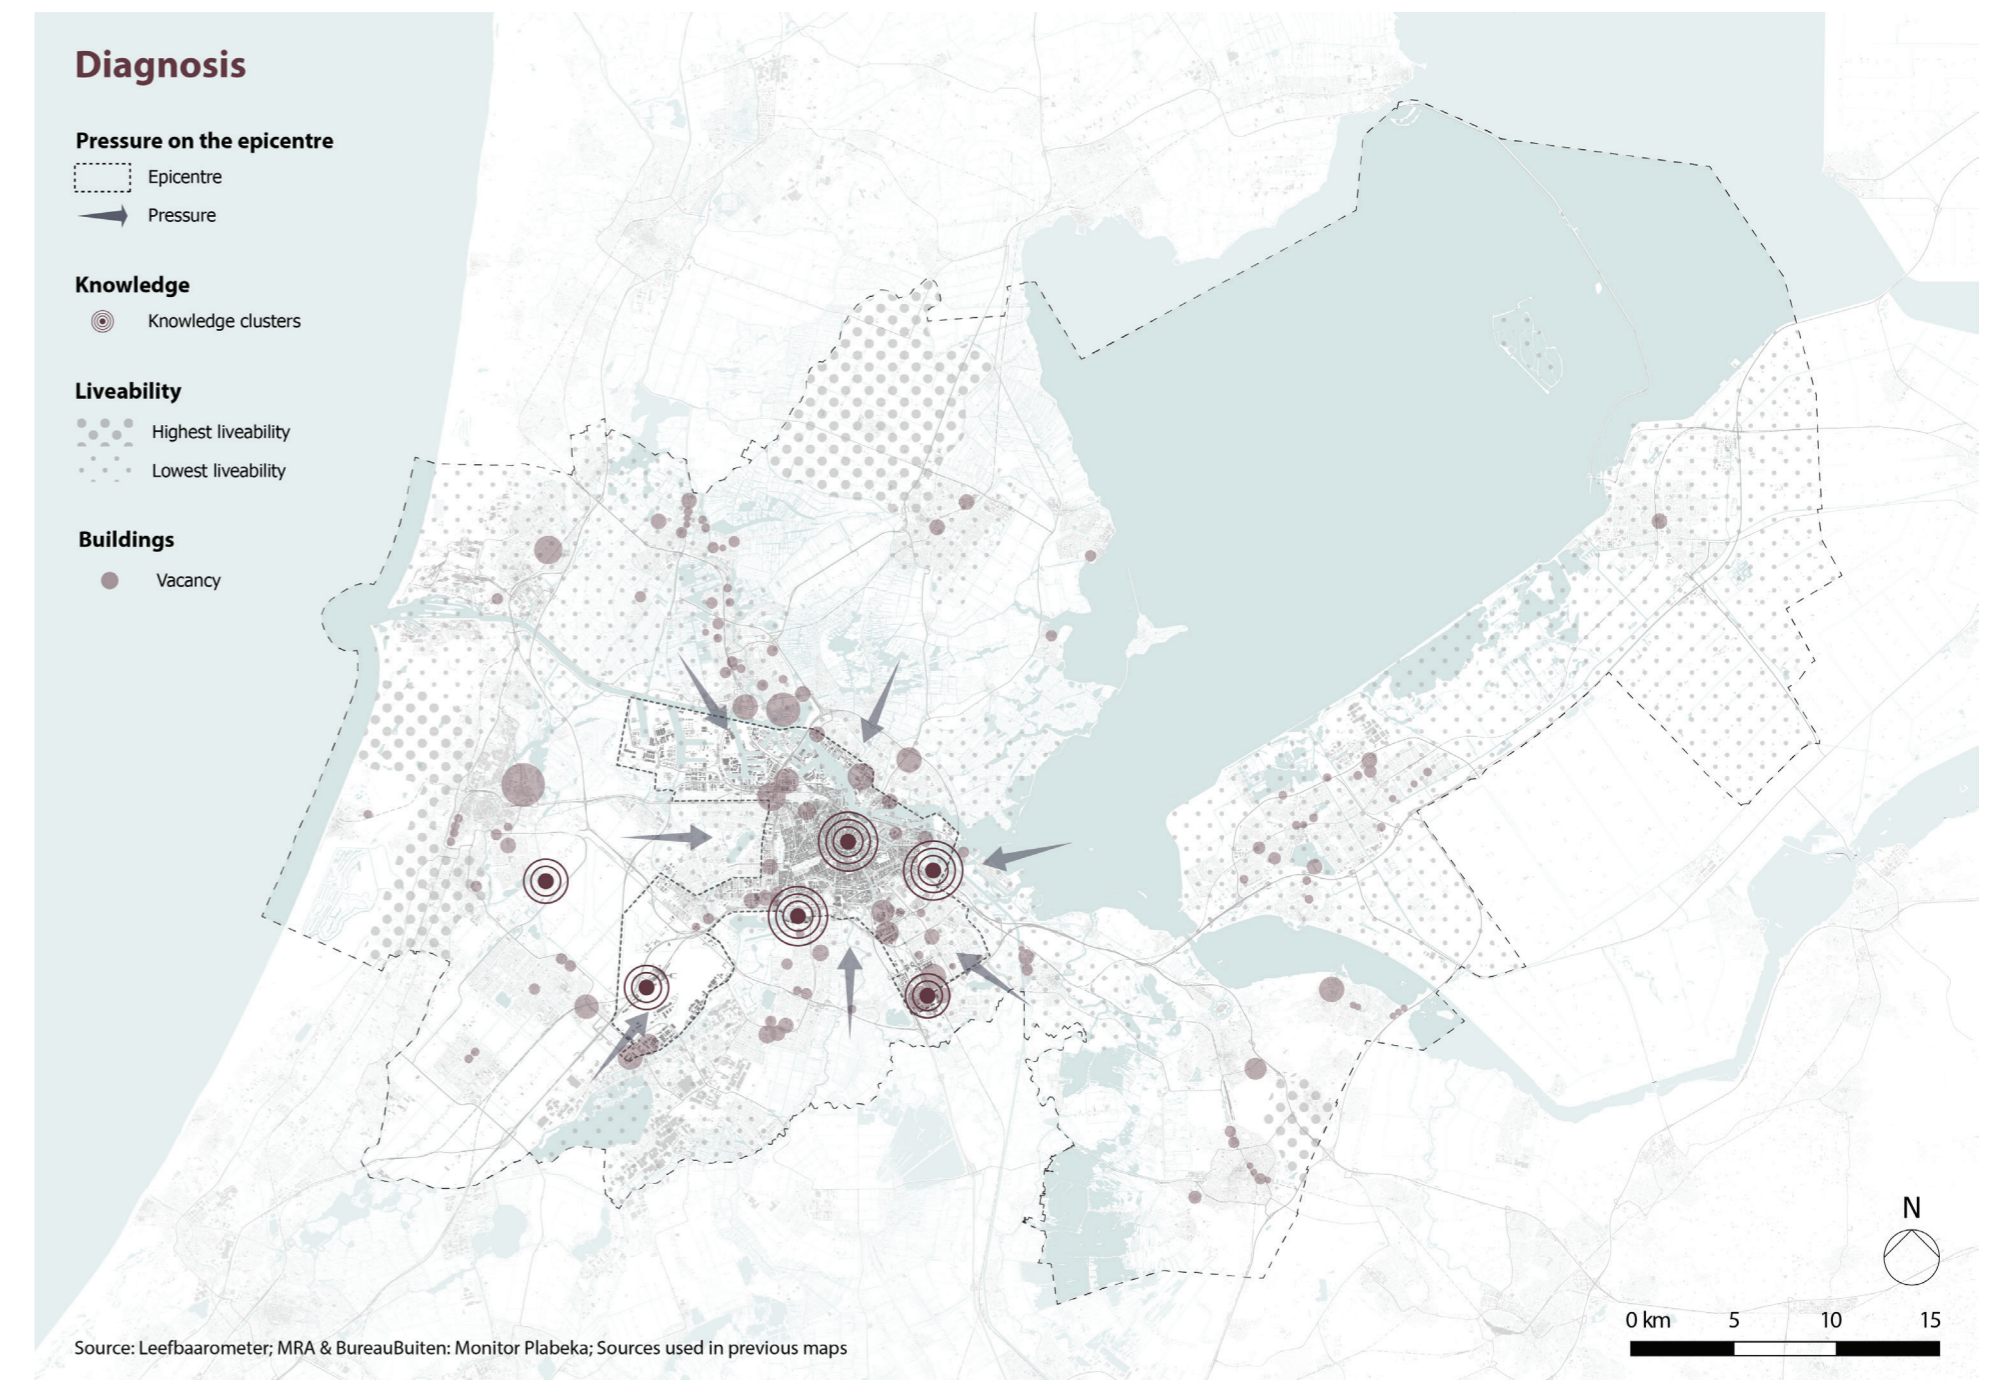 Diagnosis
Pressure on the epicentre
Epicentre
Pressure
Knowledge
Knowledge clusters
Liveability
Highest liveability
Lowest liveability
Buildings
Vacancy
N
0 km 5 10 15
Source: Leefbaarometer; MRA & BureauBuiten: Monitor Plabeka; Sources used in previous maps